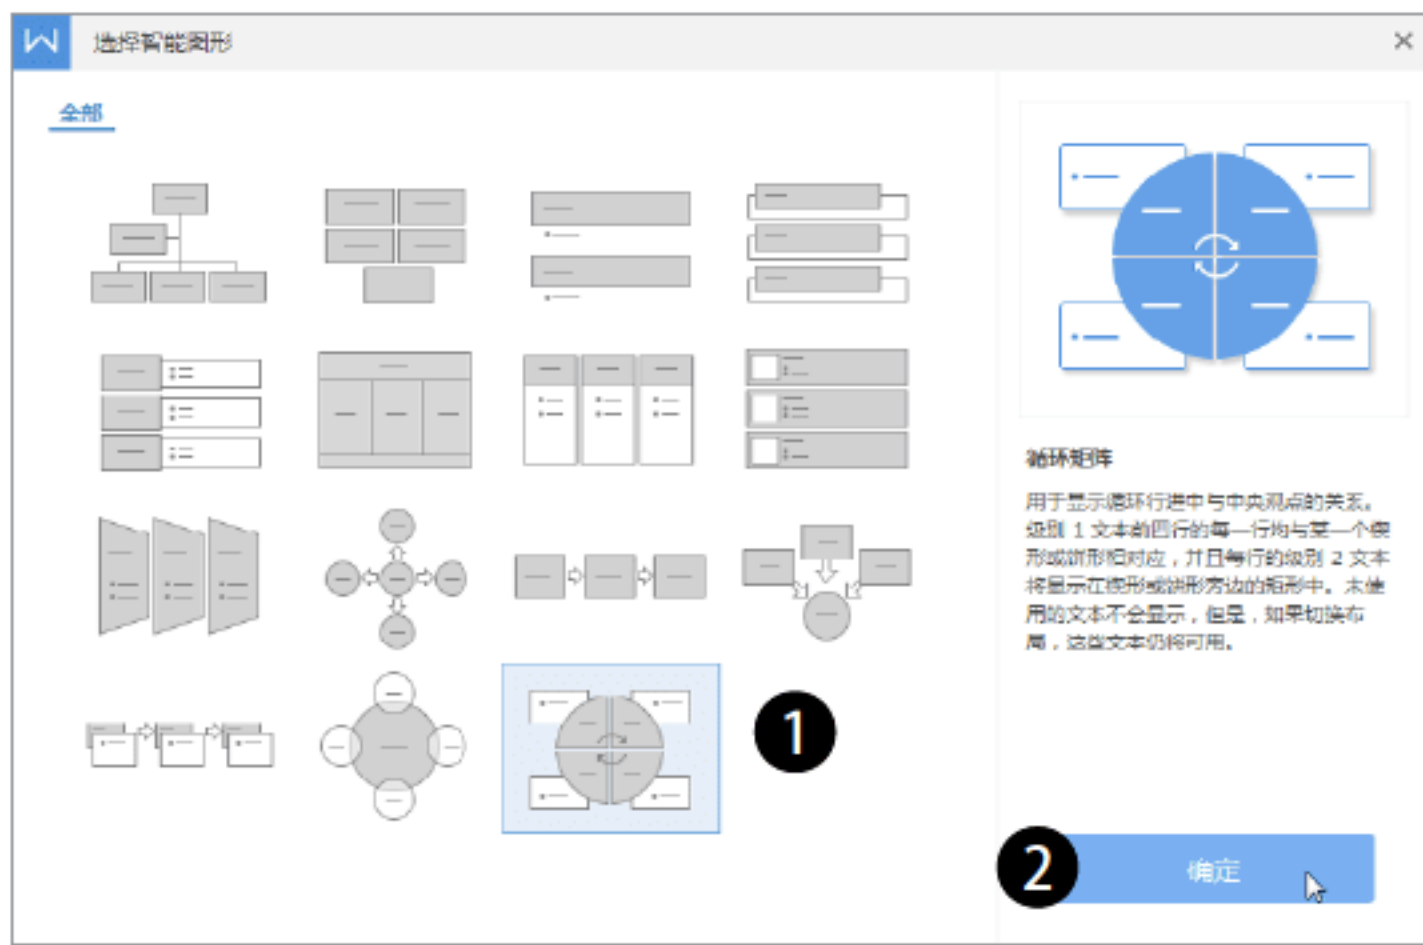 选择智能图形
全部
循环矩阵
用于显示循环行进中与中央观点的关系。
级别 1 文本前四行的每一行均与某一个楔
形或饼形相对应，并且每行的级别 2 文本
将显示在楔形或饼形旁边的矩形中。未使
用的文本不会显示，但是，如果切换布
局，这些文本仍将可用。
1
2 确定